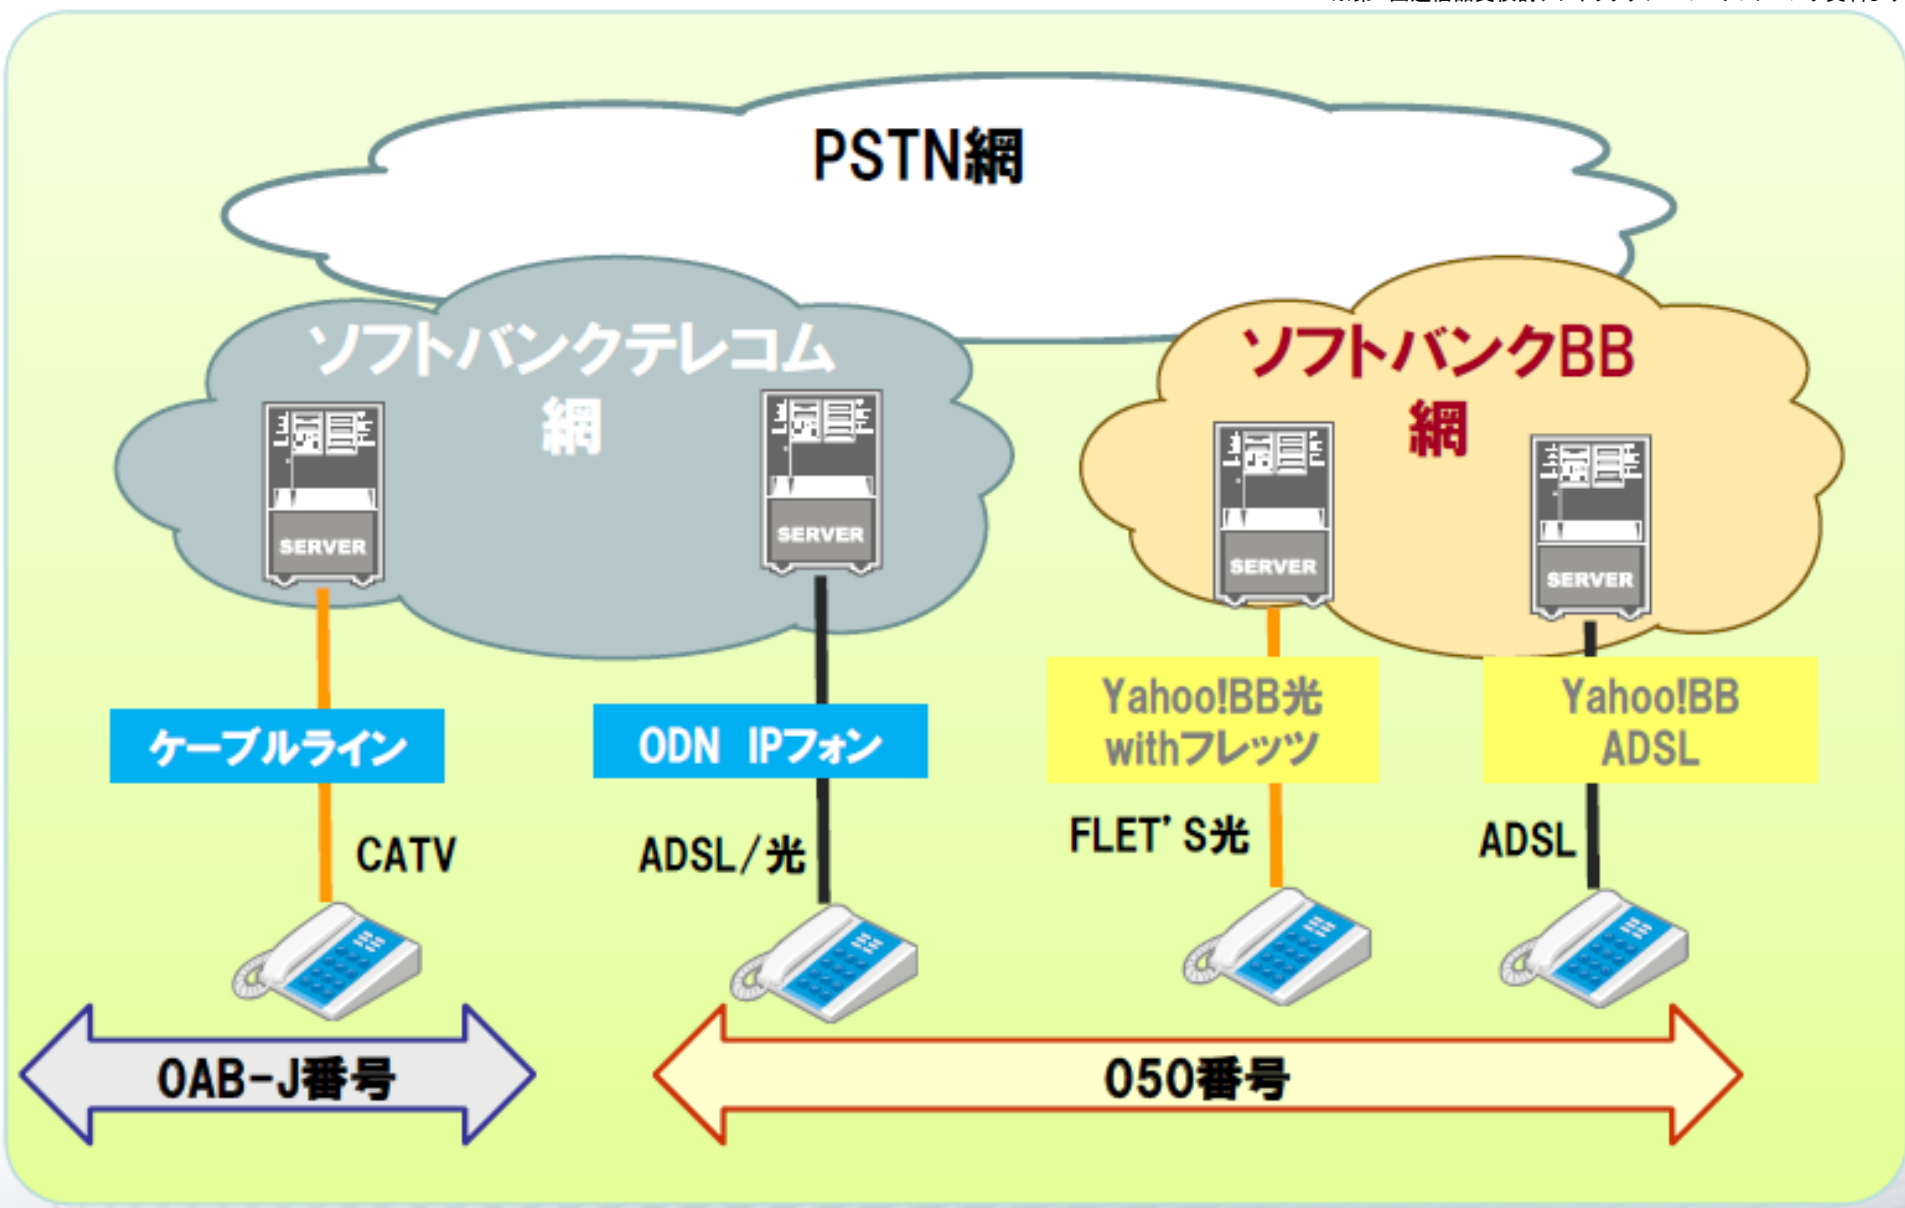 PSTN網
ソフトバンクテレコム
網
ソフトバンクBB
網
SERVER
SERVER
SERVER
SERVER
ケーブルライン
ODN IPフォン
Yahoo!BB光
withフレッツ
Yahoo!BB
ADSL
CATV
ADSL/光
FLET'S光
ADSL
0AB-J番号
050番号